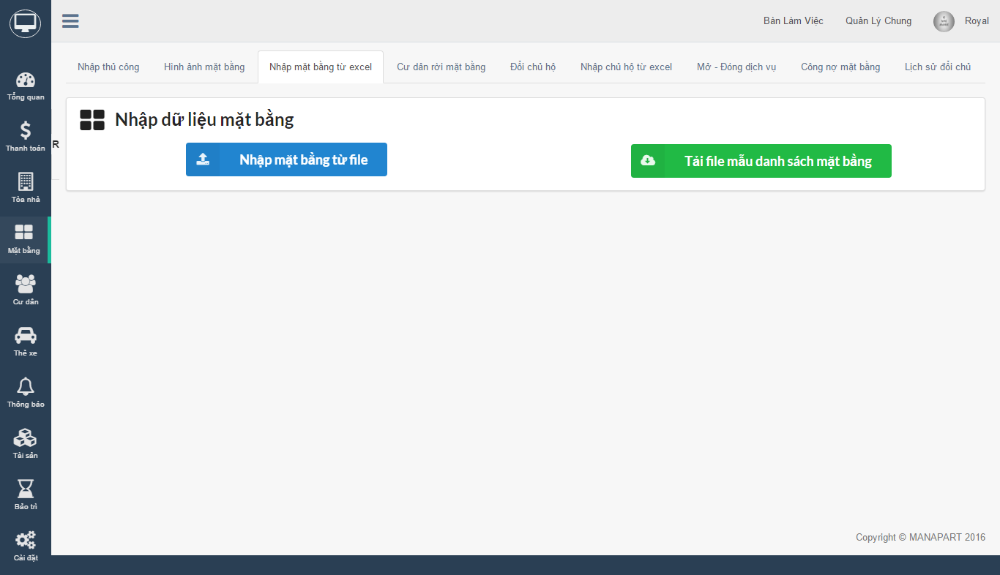 Bàn Làm Việc
Quản Lý Chung
Royal
Nhập thủ công
Hình ảnh mặt bằng
Nhập mặt bằng từ excel
Cư dân rời mặt bằng
Đổi chủ hộ
Nhập chủ hộ từ excel
Mở - Đóng dịch vụ
Công nợ mặt bằng
Lịch sử đổi chủ
Tổng quan
Thanh toán
Tòa nhà
Mặt bằng
Cư dân
Thẻ xe
Thông báo
Tài sản
Bảo trì
Cài đặt
R
Nhập dữ liệu mặt bằng
Nhập mặt bằng từ file
Tải file mẫu danh sách mặt bằng
Copyright © MANAPART 2016